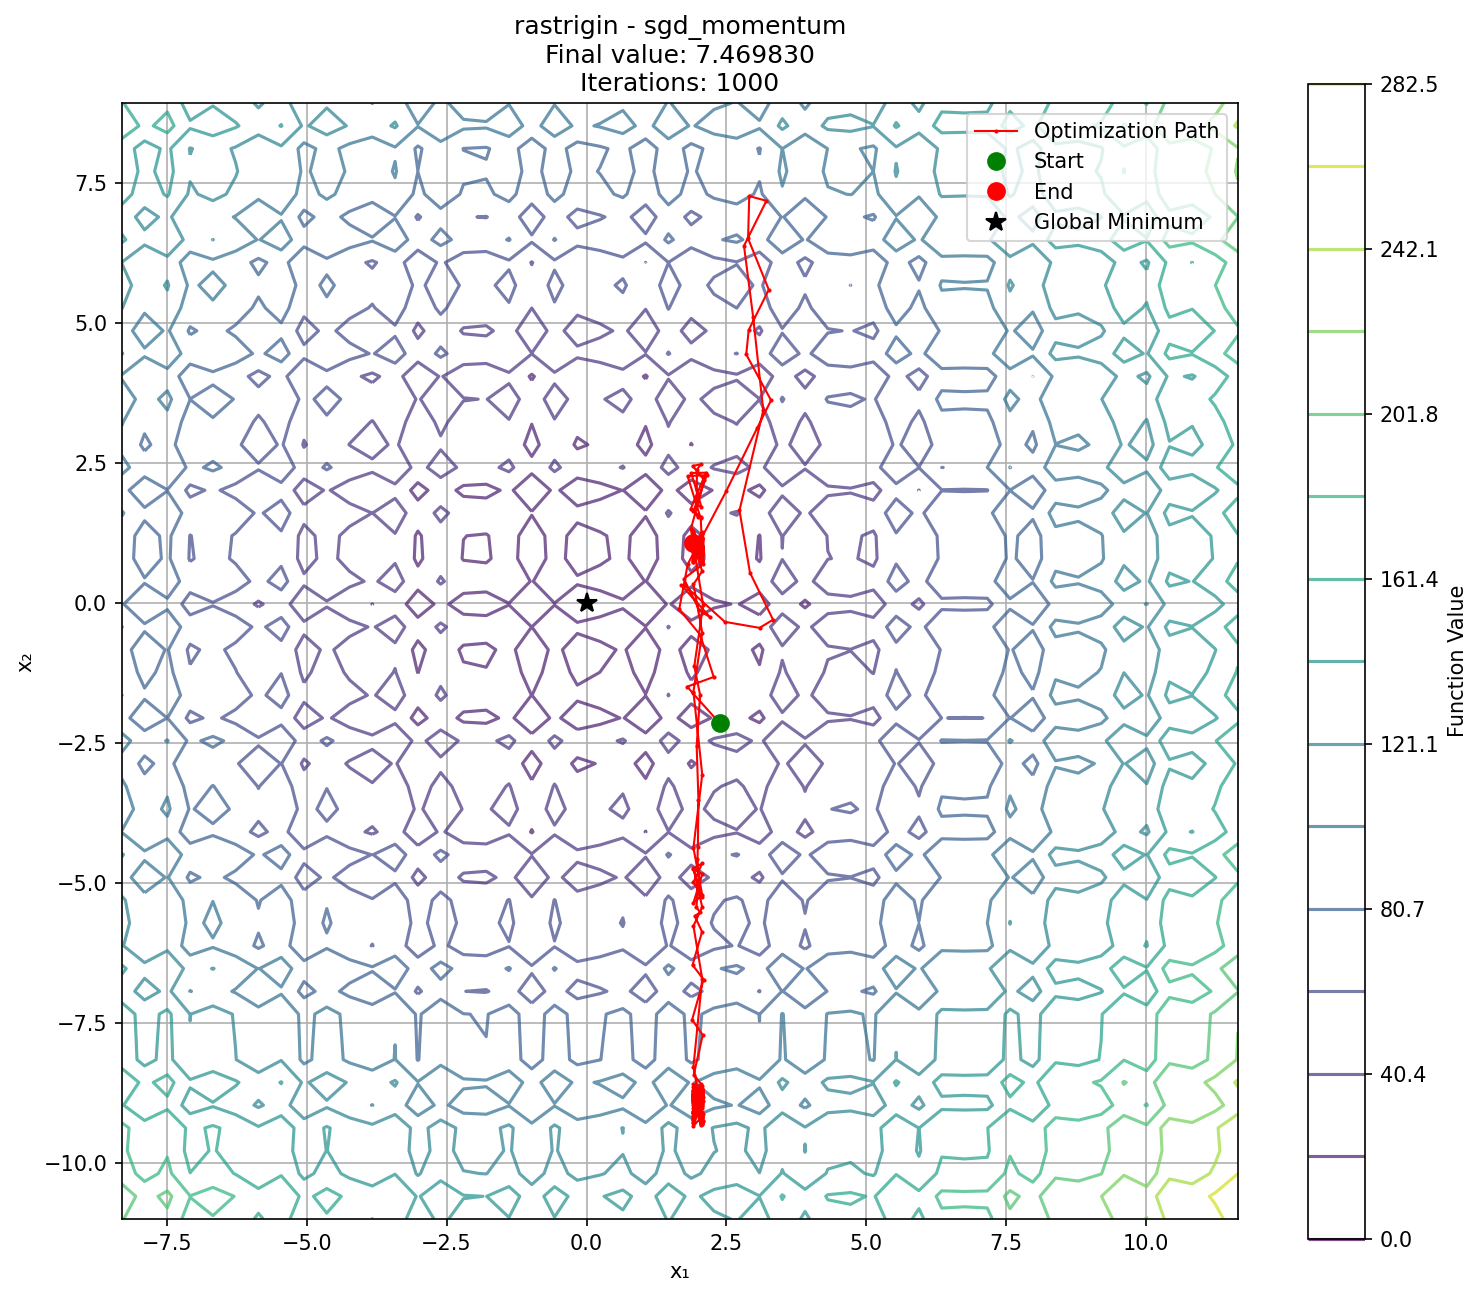 rastrigin - sgd_momentum
Final value: 7.469830
Iterations: 1000
Optimization Path
Start
End
Global Minimum
7.5
5.0
2.5
0.0
−2.5
−5.0
−7.5
−10.0
x₂
−7.5
−5.0
−2.5
0.0
2.5
5.0
7.5
10.0
x₁
282.5
242.1
201.8
161.4
121.1
80.7
40.4
0.0
Function Value